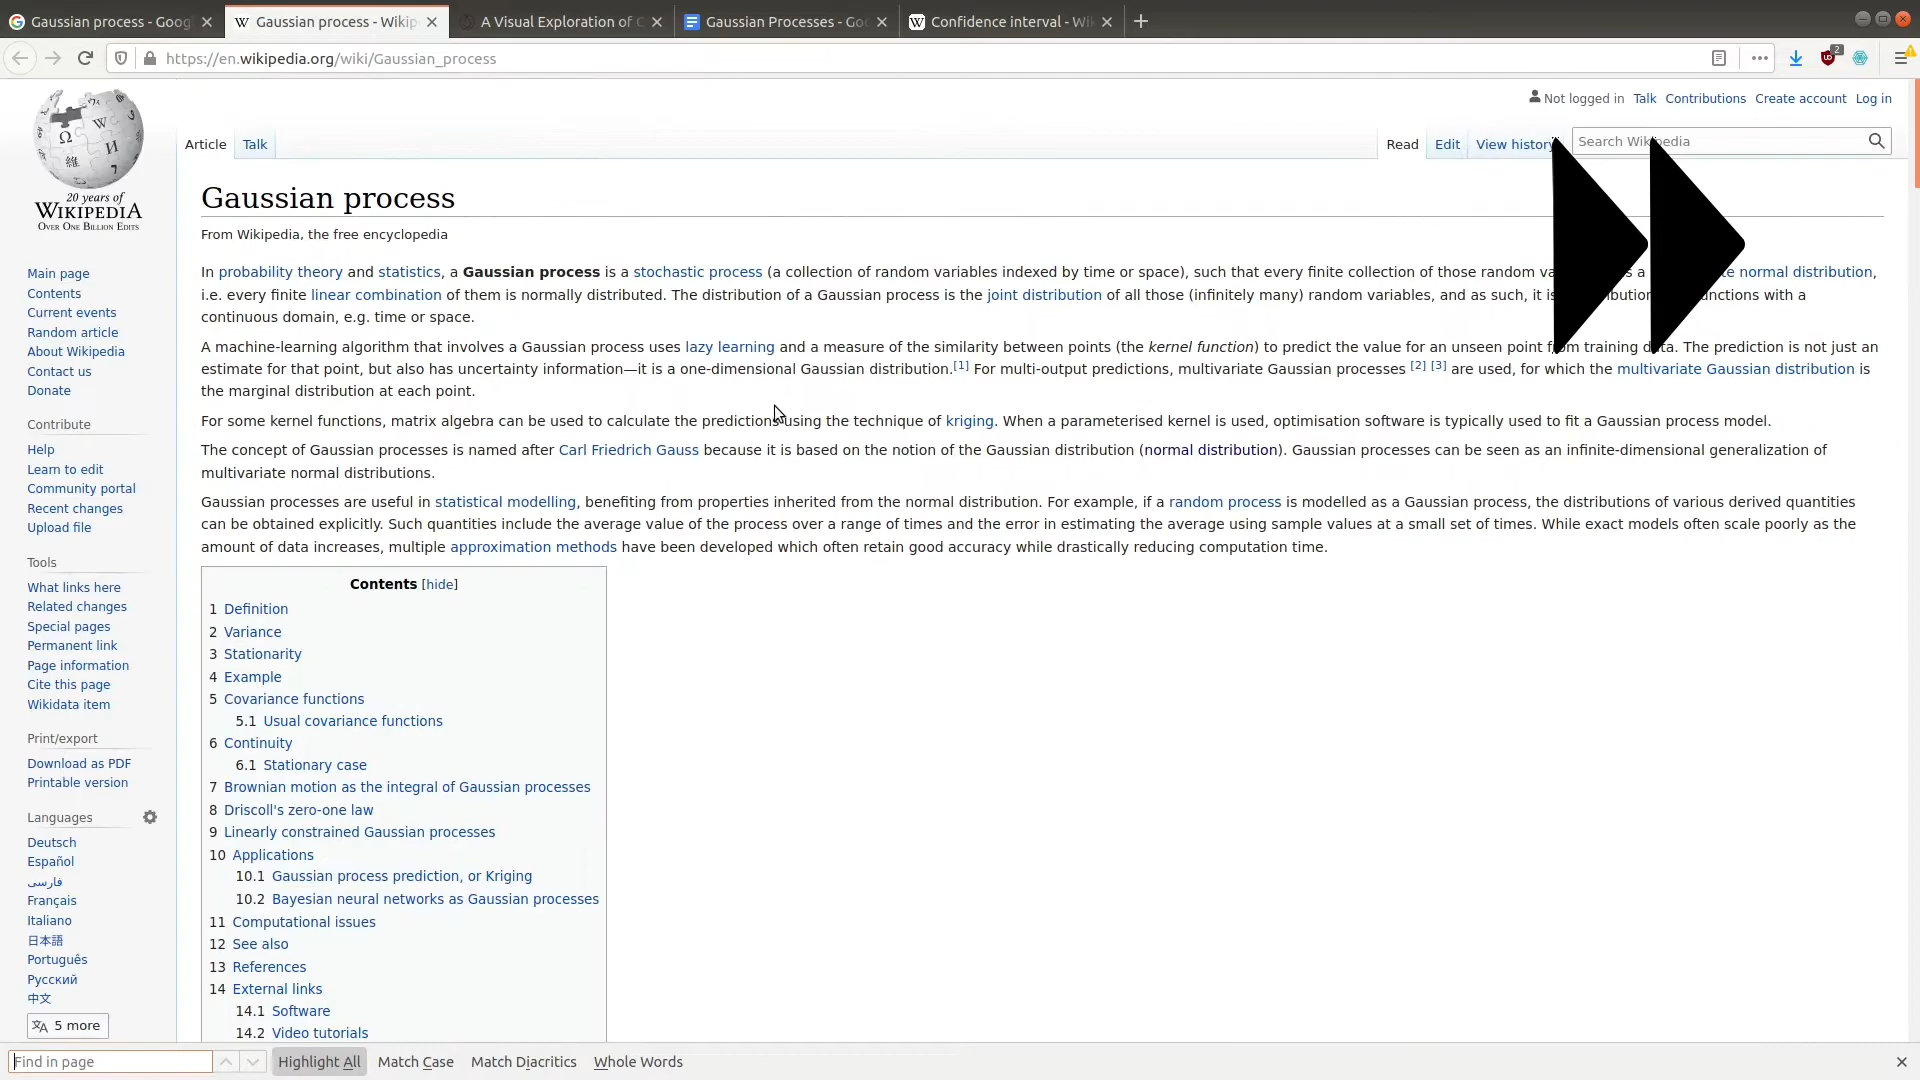 Gaussian process - Goog
Gaussian process - Wikip
A Visual Exploration of G
Gaussian Processes - Goo
Confidence interval - Wi
https://en.wikipedia.org/wiki/Gaussian_process
2
Not logged in Talk Contributions Create account Log in
Article Talk Read Edit View history Search Wikipedia
20 years of
WIKIPEDIA
OVER ONE BILLION EDITS
Main page
Contents
Current events
Random article
About Wikipedia
Contact us
Donate
Contribute
Help
Learn to edit
Community portal
Recent changes
Upload file
Tools
What links here
Related changes
Special pages
Permanent link
Page information
Cite this page
Wikidata item
Print/export
Download as PDF
Printable version
Languages
Deutsch
Español
فارسی
Français
Italiano
日本語
Português
Русский
中文
5 more
Gaussian process
From Wikipedia, the free encyclopedia
In probability theory and statistics, a Gaussian process is a stochastic process (a collection of random variables indexed by time or space), such that every finite collection of those random a normal distribution,
i.e. every finite linear combination of them is normally distributed. The distribution of a Gaussian process is the joint distribution of all those (infinitely many) random variables, and as such, it is with a
continuous domain, e.g. time or space.
A machine-learning algorithm that involves a Gaussian process uses lazy learning and a measure of the similarity between points (the kernel function) to predict the value for an unseen point from training data. The prediction is not just an
estimate for that point, but also has uncertainty information—it is a one-dimensional Gaussian distribution.[1] For multi-output predictions, multivariate Gaussian processes [2] [3] are used, for which the multivariate Gaussian distribution is
the marginal distribution at each point.
For some kernel functions, matrix algebra can be used to calculate the predictions using the technique of kriging. When a parameterised kernel is used, optimisation software is typically used to fit a Gaussian process model.
The concept of Gaussian processes is named after Carl Friedrich Gauss because it is based on the notion of the Gaussian distribution (normal distribution). Gaussian processes can be seen as an infinite-dimensional generalization of
multivariate normal distributions.
Gaussian processes are useful in statistical modelling, benefiting from properties inherited from the normal distribution. For example, if a random process is modelled as a Gaussian process, the distributions of various derived quantities
can be obtained explicitly. Such quantities include the average value of the process over a range of times and the error in estimating the average using sample values at a small set of times. While exact models often scale poorly as the
amount of data increases, multiple approximation methods have been developed which often retain good accuracy while drastically reducing computation time.
Contents [hide]
1 Definition
2 Variance
3 Stationarity
4 Example
5 Covariance functions
5.1 Usual covariance functions
6 Continuity
6.1 Stationary case
7 Brownian motion as the integral of Gaussian processes
8 Driscoll's zero-one law
9 Linearly constrained Gaussian processes
10 Applications
10.1 Gaussian process prediction, or Kriging
10.2 Bayesian neural networks as Gaussian processes
11 Computational issues
12 See also
13 References
14 External links
14.1 Software
14.2 Video tutorials
Find in page Highlight All Match Case Match Diacritics Whole Words